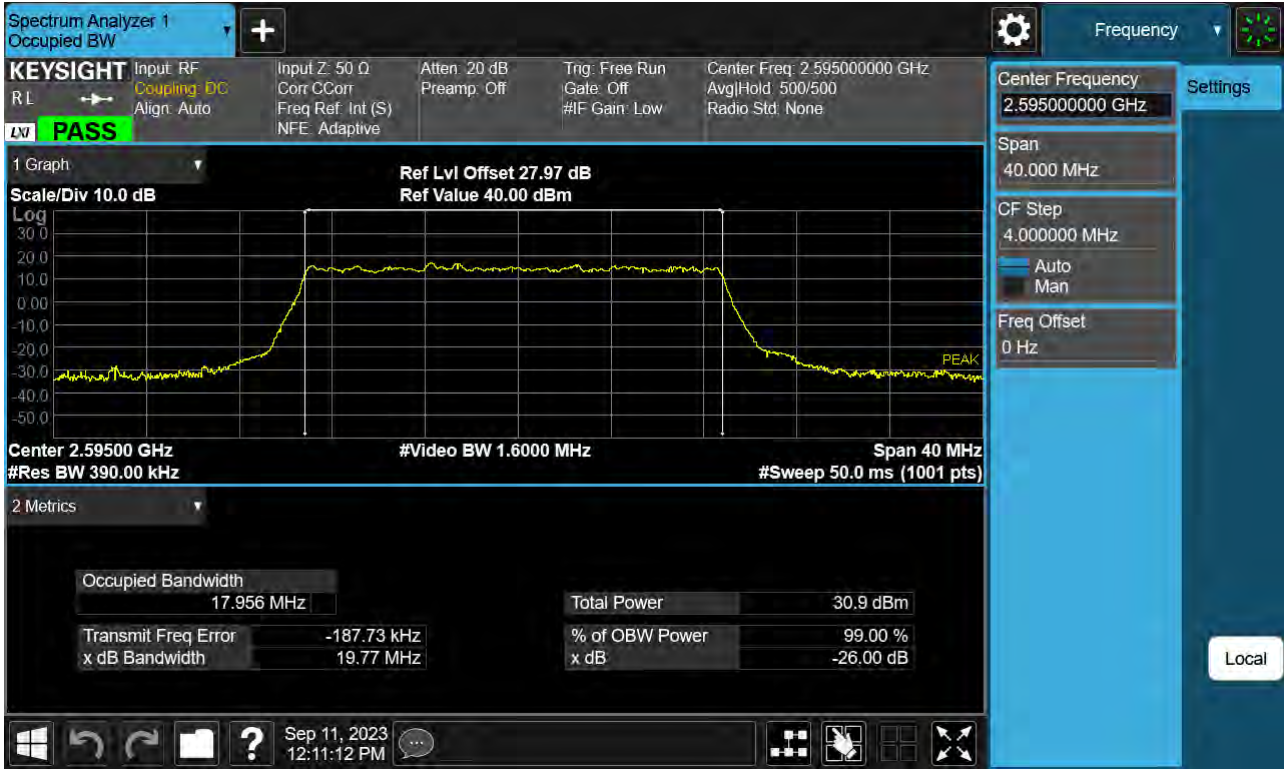 Spectrum Analyzer 1
Occupied BW
Frequency
KEYSIGHT
RL
LXI PASS
Input: RF
Coupling: DC
Align: Auto
Input Z: 50 Ω
Corr CCorr
Freq Ref: Int (S)
NFE: Adaptive
Atten: 20 dB
Preamp: Off
Trig: Free Run
Gate: Off
#IF Gain: Low
Center Freq: 2.595000000 GHz
Avg|Hold: 500/500
Radio Std: None
Center Frequency
2.595000000 GHz
Settings
Span
40.000 MHz
CF Step
4.000000 MHz
Auto
Man
Freq Offset
0 Hz
Local
1 Graph
Scale/Div 10.0 dB
Ref Lvl Offset 27.97 dB
Ref Value 40.00 dBm
Log
30.0
20.0
10.0
0.00
-10.0
-20.0
-30.0
-40.0
-50.0
PEAK
Center 2.59500 GHz #Video BW 1.6000 MHz Span 40 MHz
#Res BW 390.00 kHz #Sweep 50.0 ms (1001 pts)
2 Metrics
Occupied Bandwidth
17.956 MHz
Total Power 30.9 dBm
Transmit Freq Error -187.73 kHz % of OBW Power 99.00 %
x dB Bandwidth 19.77 MHz x dB -26.00 dB
? Sep 11, 2023
12:11:12 PM